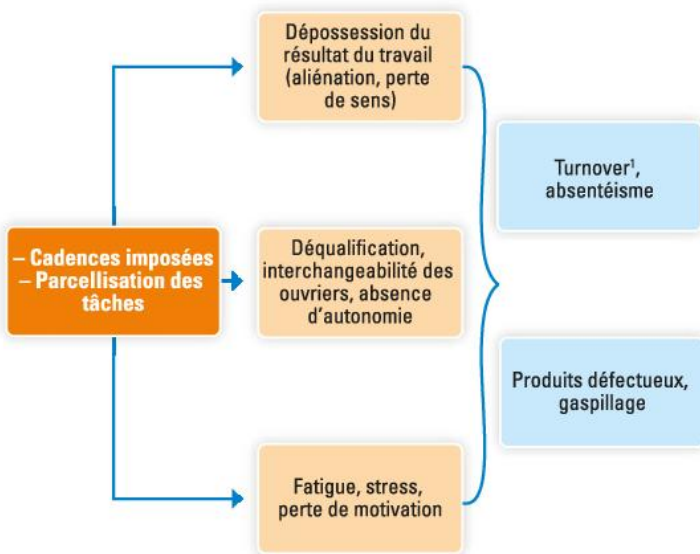 Dépossession du
résultat du travail
(aliénation, perte
de sens)
Turnover¹,
absentéisme
– Cadences imposées
– Parcellisation des
tâches
Déqualification,
interchangeabilité des
ouvriers, absence
d'autonomie
Produits défectueux,
gaspillage
Fatigue, stress,
perte de motivation